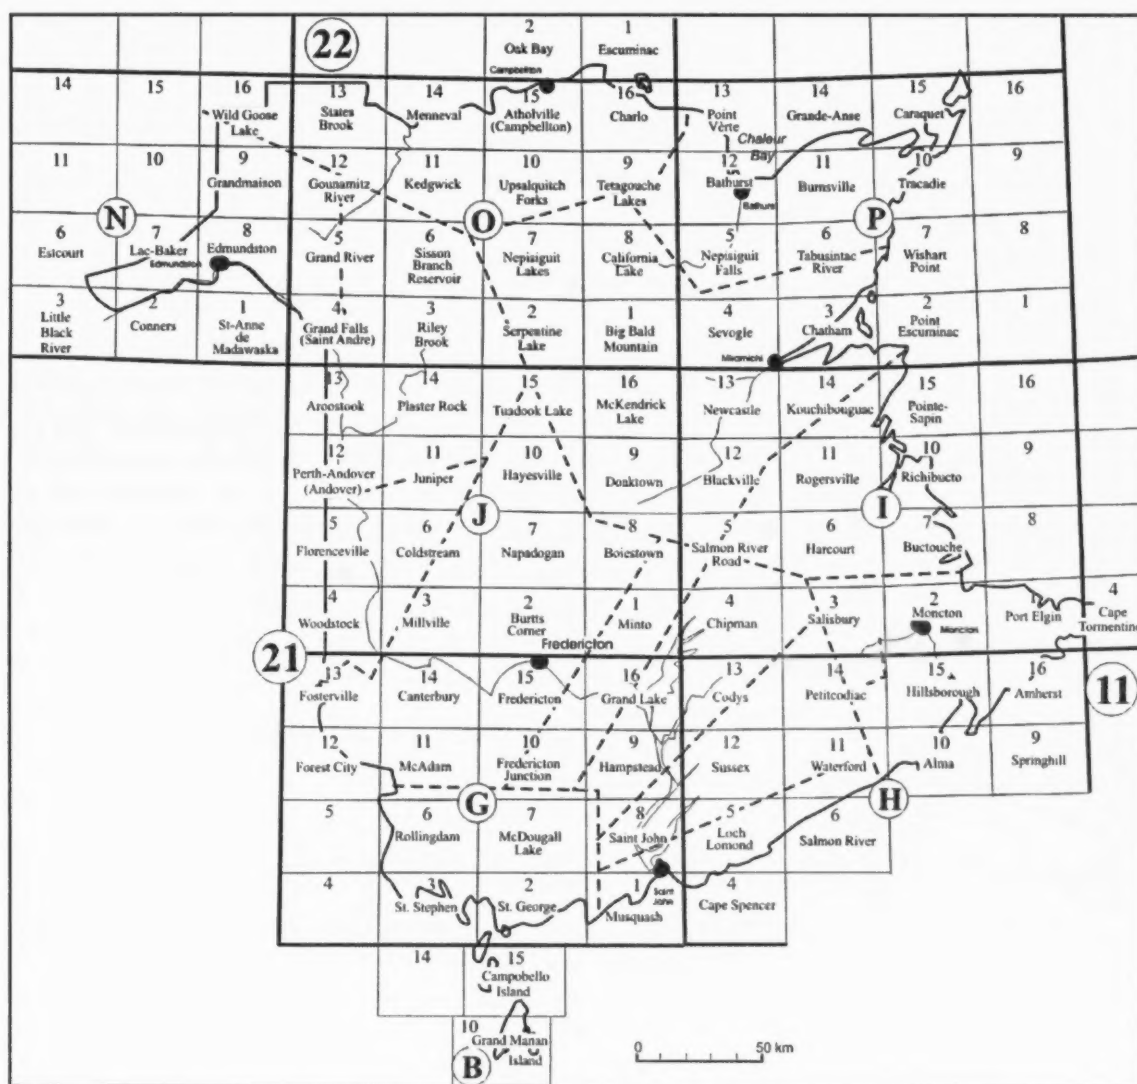 22
2
1
Oak Bay
Escuminac
Campbellton
14
15
16
13
14
15
16
13
14
15
16
Wild Goose
Lake
States
Brook
Menneval
Atholville
(Campbellton)
Charlo
Point
Verte
Grande-Anse
Caraquet
Chaleur
Bay
11
10
9
12
11
10
9
12
11
10
9
Grandmaison
Gounamitz
River
Kedgwick
Upsalquitch
Forks
Tetagouche
Lakes
Bathurst
Bathurst
Burnsville
Tracadie
N
O
P
6
7
8
5
6
7
8
5
6
7
8
Estcourt
Lac-Baker
Edmundston
Edmundston
Grand River
Sisson
Branch
Reservoir
Nepisiguit
Lakes
California
Lake
Nepisiguit
Falls
Tabusintac
River
Wishart
Point
3
2
1
4
3
2
1
4
3
2
1
Little
Black
River
Conners
St-Anne
de
Madawaska
Grand Falls
(Saint Andre)
Riley
Brook
Serpentine
Lake
Big Bald
Mountain
Sevogle
Chatham
Point
Escuminac
Miramichi
13
14
15
16
13
14
15
16
Aroostook
Plaster Rock
Tuadook Lake
McKendrick
Lake
Newcastle
Kouchibouguac
Pointe-
Sapin
12
11
10
9
12
11
10
9
Perth-Andover
(Andover)
Juniper
Hayesville
Doaktown
Blackville
Rogersville
Richibucto
J
I
5
6
7
8
5
6
7
8
Florenceville
Coldstream
Napadogan
Boiestown
Salmon River
Road
Harcourt
Buctouche
4
3
2
1
4
3
2
1
4
Woodstock
Millville
Burtts
Corner
Minto
Chipman
Salisbury
Moncton
Moncton
Port Elgin
Cape
Tormentine
Fredericton
21
11
13
14
15
16
13
14
15
16
Fosterville
Canterbury
Fredericton
Grand Lake
Codys
Petitcodiac
Hillsborough
Amherst
12
11
10
9
12
11
10
9
Forest City
McAdam
Fredericton
Junction
Hampstead
Sussex
Waterford
Alma
Springhill
G
H
5
6
7
8
5
6
Rollingdam
McDougall
Lake
Saint John
Loch
Lomond
Salmon River
4
3
2
1
4
St. Stephen
St. George
Musquash
Saint
John
Cape Spencer
14
15
Campobello
Island
10
Grand Manan
Island
B
0
50 km